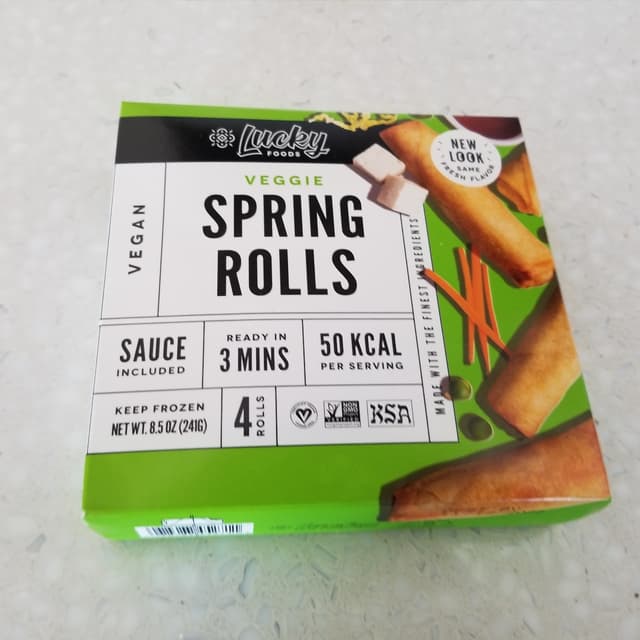 Lucky
FOODS
NEW
LOOK
SAME
FRESH FLAVOR
VEGGIE
SPRING
ROLLS
VEGAN
MADE WITH THE FINEST INGREDIENTS
SAUCE
INCLUDED
READY IN
3 MINS
50 KCAL
PER SERVING
KEEP FROZEN
NET WT. 8.5 OZ (241G)
4
ROLLS
NON
GMO
KSA